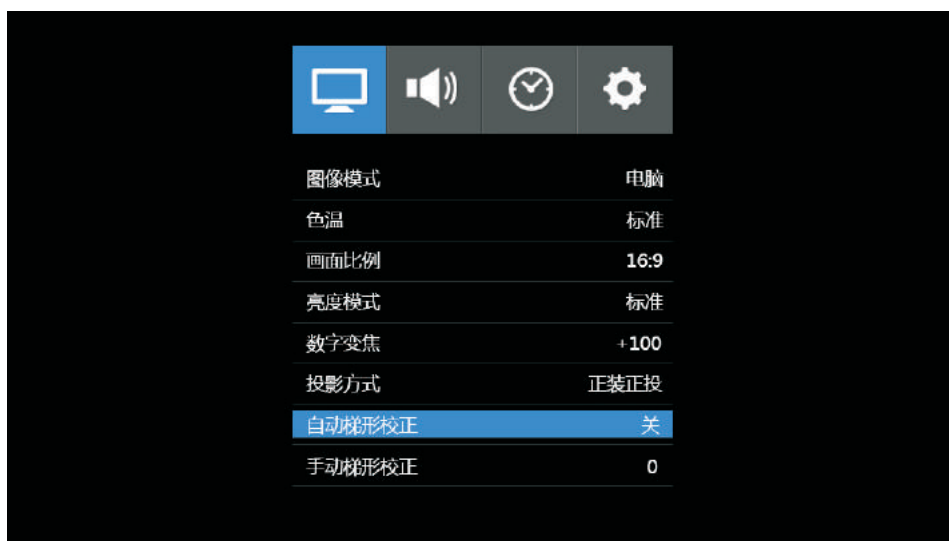 图像模式 电脑
色温 标准
画面比例 16:9
亮度模式 标准
数字变焦 +100
投影方式 正装正投
自动梯形校正 关
手动梯形校正 0